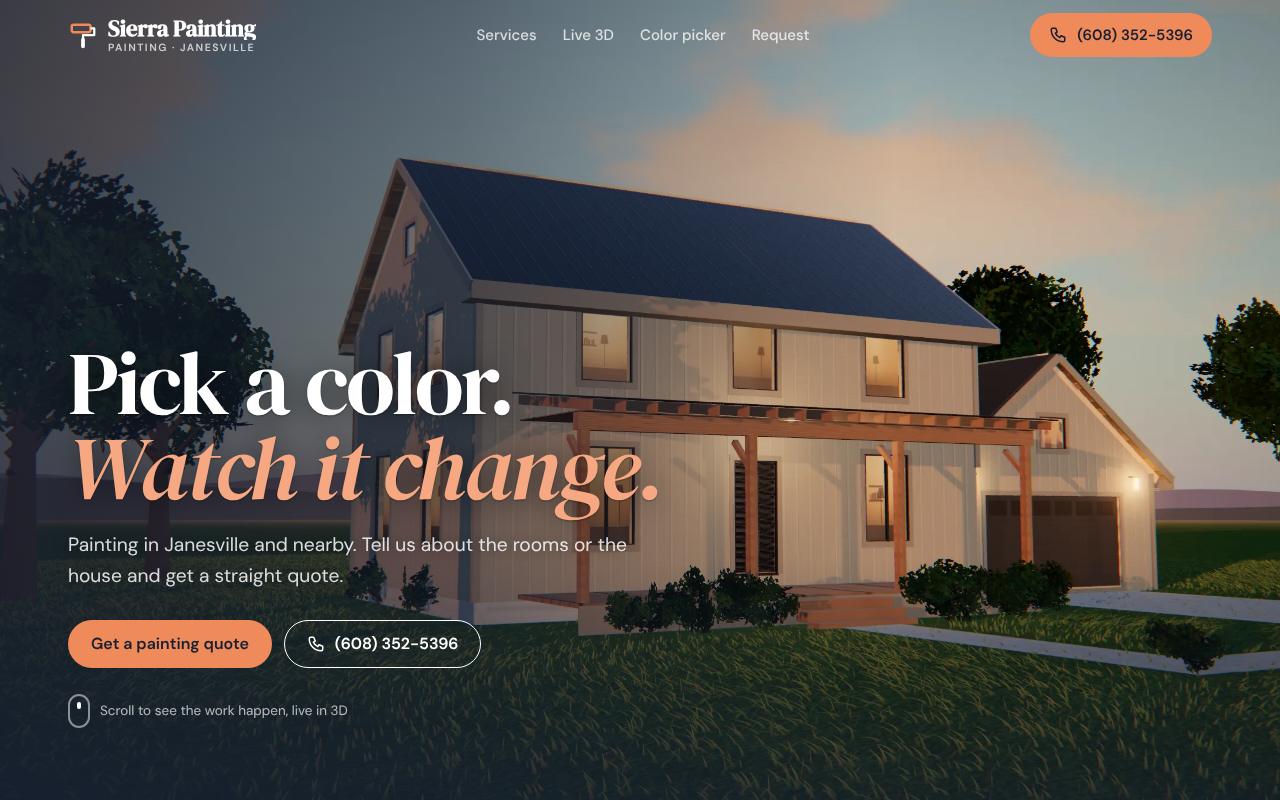 Sierra Painting
PAINTING · JANESVILLE
Services
Live 3D
Color picker
Request
(608) 352-5396
Pick a color.
Watch it change.
Painting in Janesville and nearby. Tell us about the rooms or the
house and get a straight quote.
Get a painting quote
(608) 352-5396
Scroll to see the work happen, live in 3D